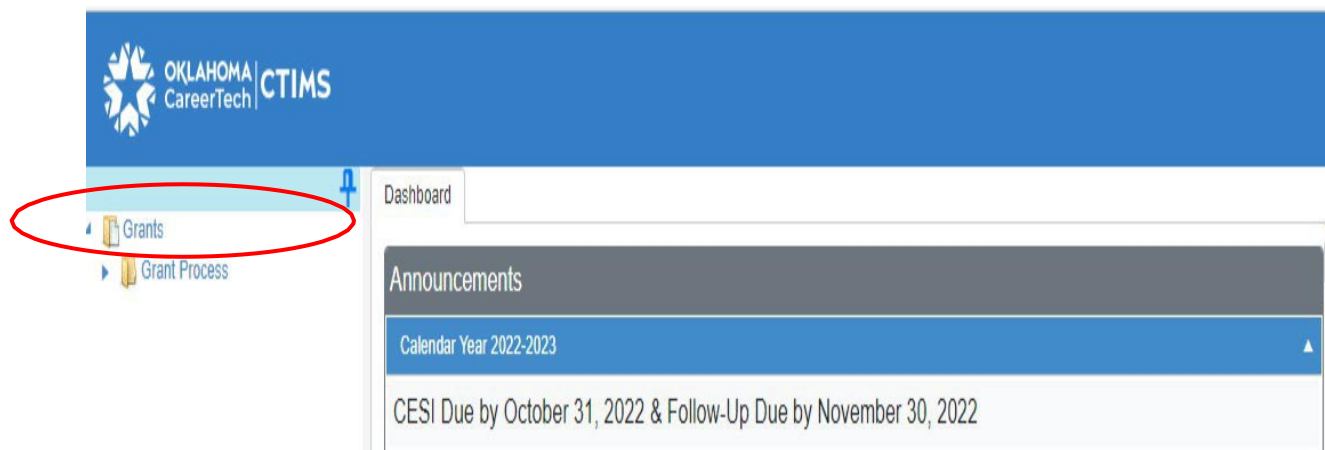 OKLAHOMA
CareerTech
CTIMS
Dashboard
Grants
Grant Process
Announcements
Calendar Year 2022-2023
CESI Due by October 31, 2022 & Follow-Up Due by November 30, 2022